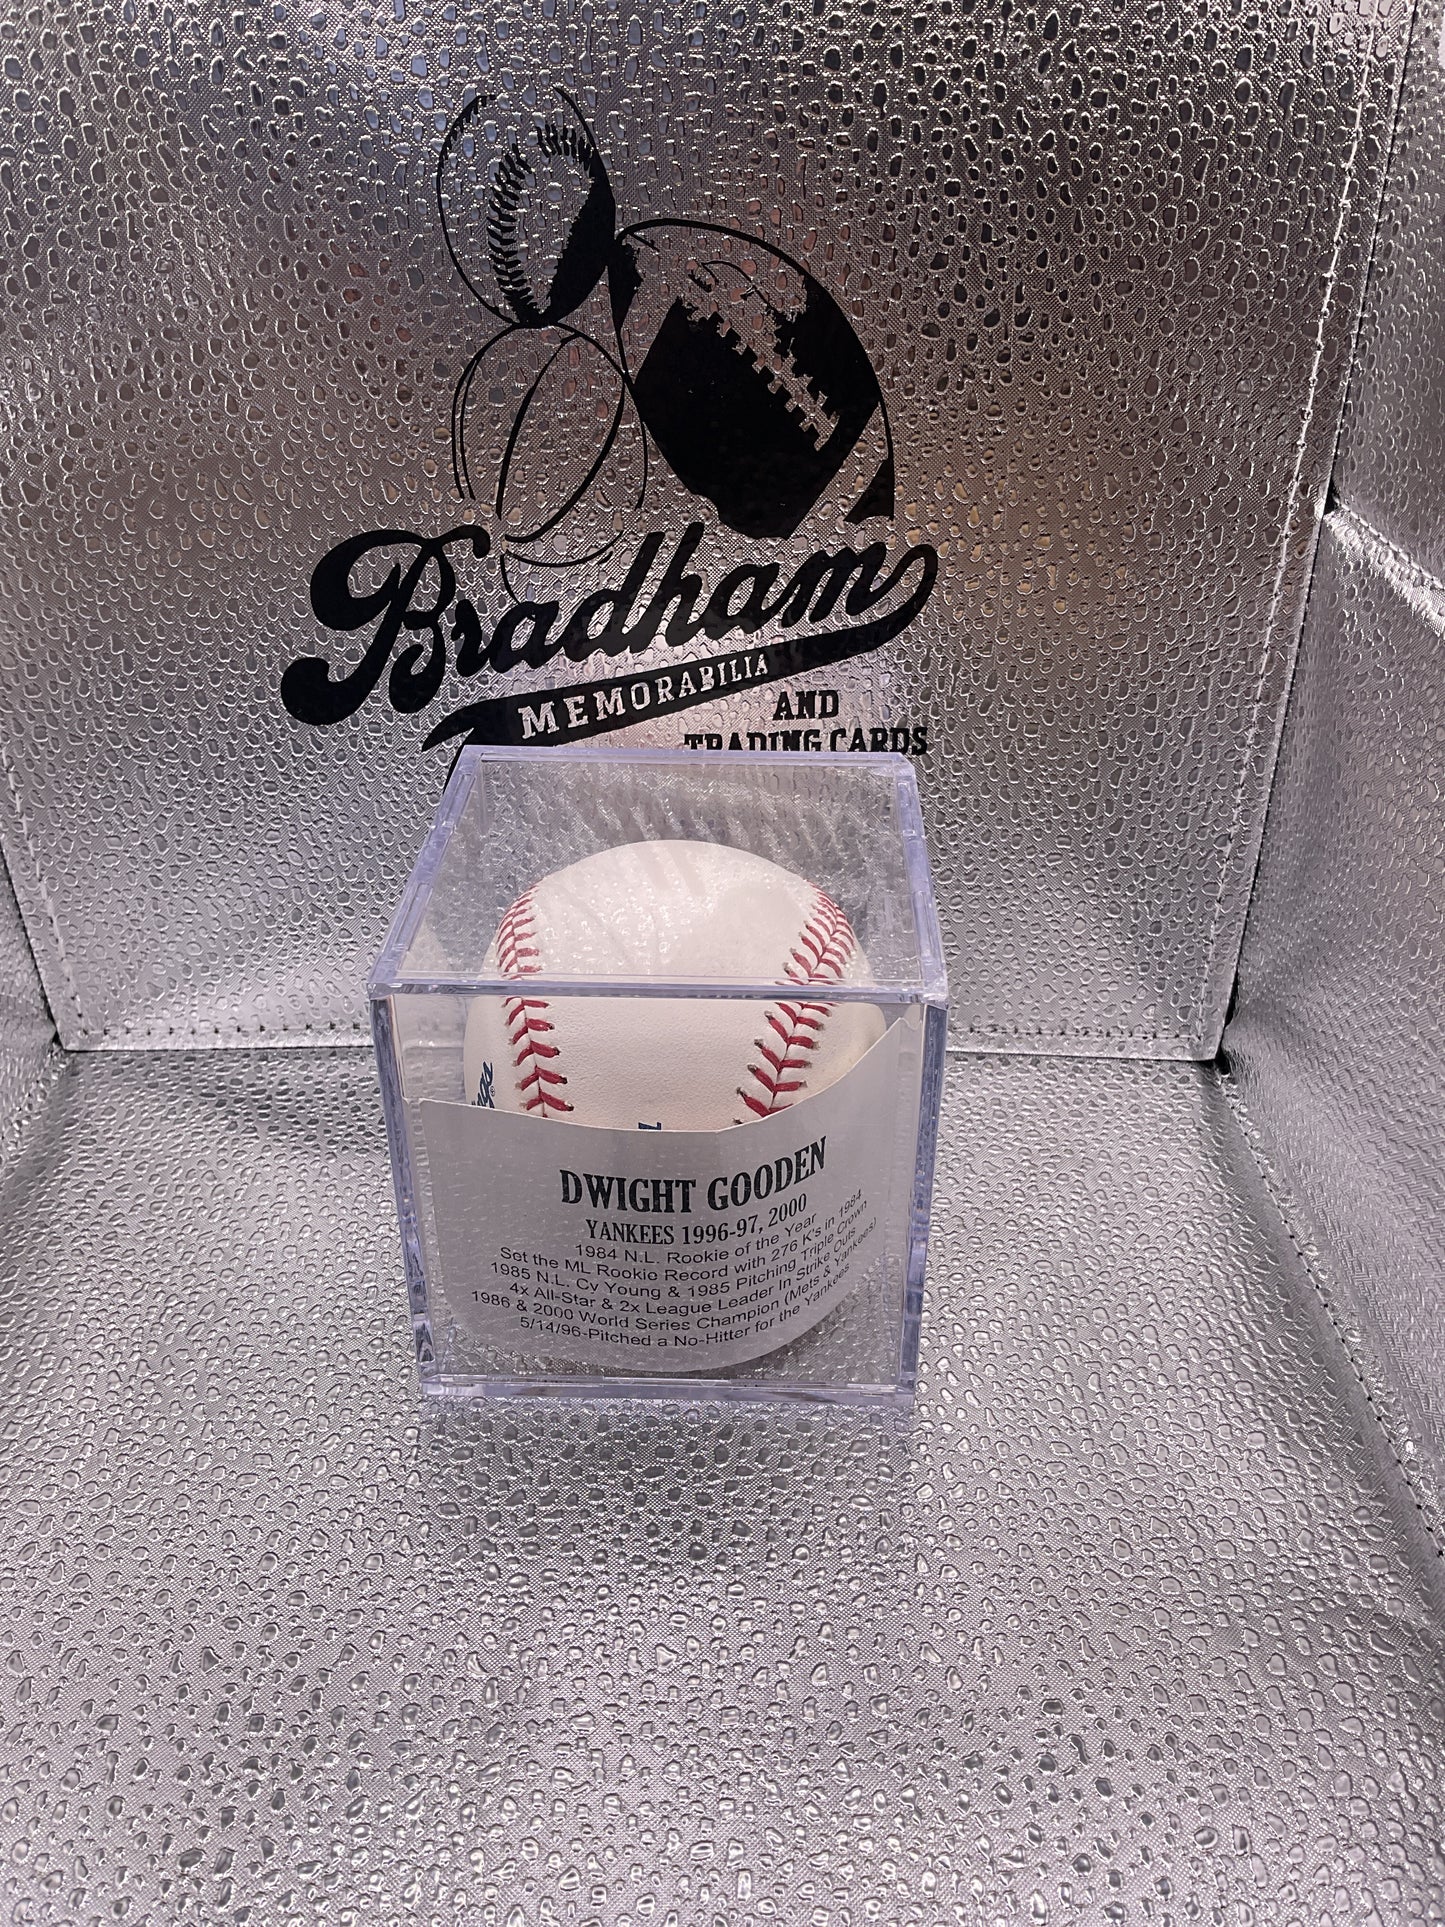 Bradham
MEMORABILIA
AND
TRADING CARDS
DWIGHT GOODEN
YANKEES 1996-97, 2000
1984 N.L. Rookie of the Year
Set the ML Rookie Record with 276 K's in 1984
1985 N.L. Cy Young & 1985 Pitching Triple Crown
4x All-Star & 2x League Leader In Strike Outs
1986 & 2000 World Series Champion (Mets & Yankees)
5/14/96-Pitched a No-Hitter for the Yankees